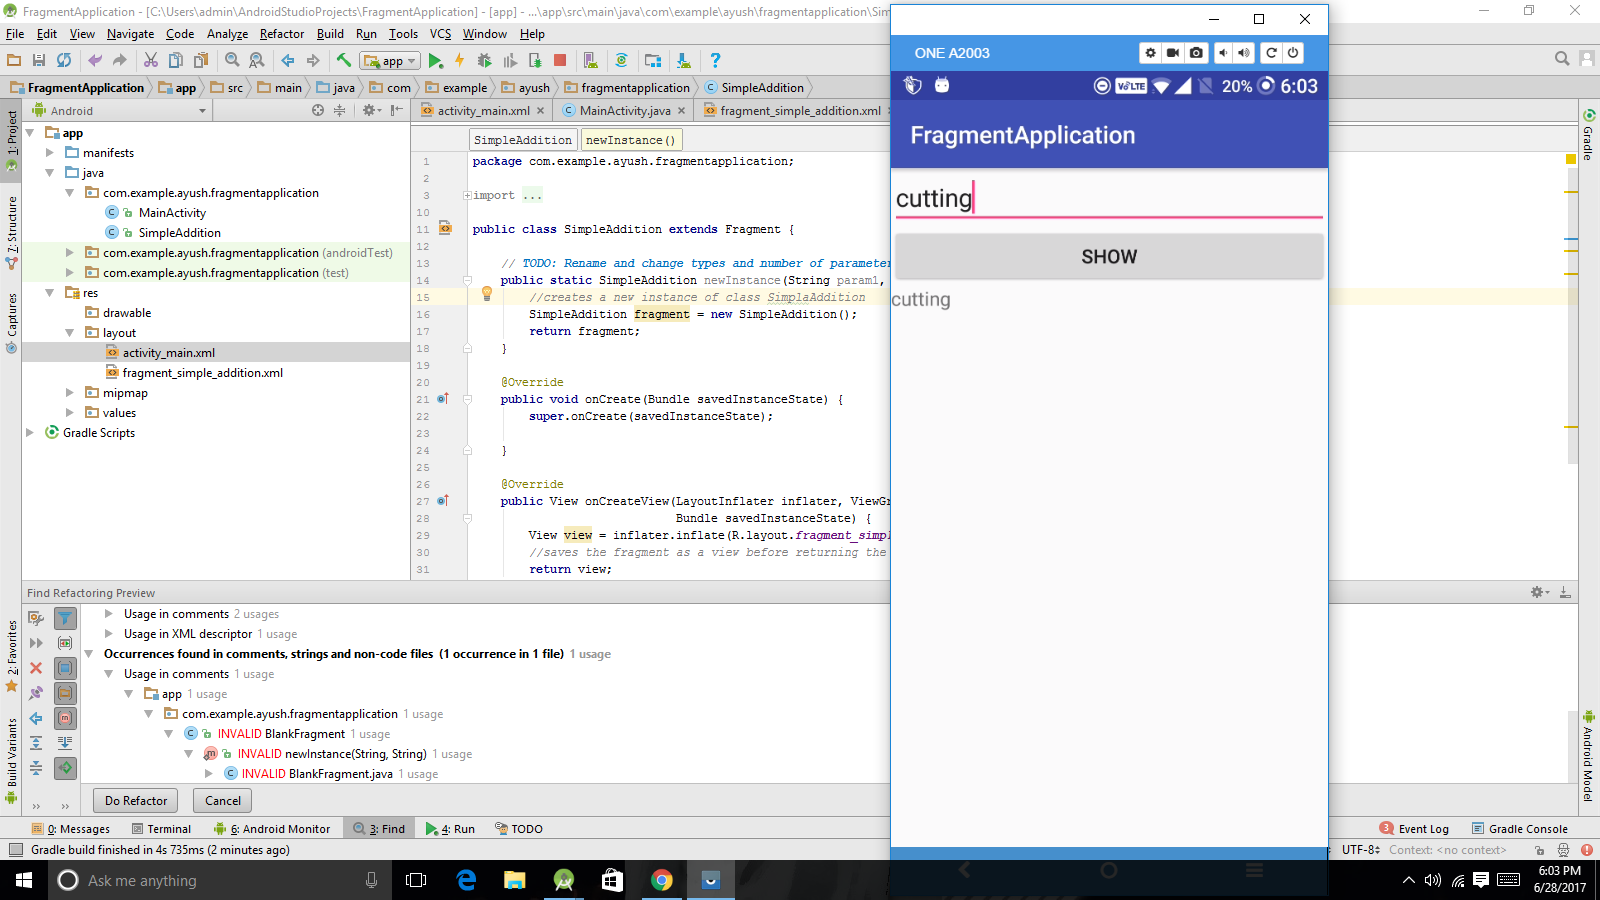 FragmentApplication - [C:\Users\admin\AndroidStudioProjects\FragmentApplication] - [app] - ...\app\src\main\java\com\example\ayush\fragmentapplication\Sim
File Edit View Navigate Code Analyze Refactor Build Run Tools VCS Window Help
app
FragmentApplication app src main java com example ayush fragmentapplication SimpleAddition
Android
activity_main.xml MainActivity.java fragment_simple_addition.xml
1: Project
7: Structure
Captures
2: Favorites
Build Variants
app
manifests
java
com.example.ayush.fragmentapplication
MainActivity
SimpleAddition
com.example.ayush.fragmentapplication (androidTest)
com.example.ayush.fragmentapplication (test)
res
drawable
layout
activity_main.xml
fragment_simple_addition.xml
mipmap
values
Gradle Scripts
SimpleAddition newInstance()
1 package com.example.ayush.fragmentapplication;
2
3 import ...
10
11 public class SimpleAddition extends Fragment {
12
13 // TODO: Rename and change types and number of parameter
14 public static SimpleAddition newInstance(String param1,
15 //creates a new instance of class SimplaAddition
16 SimpleAddition fragment = new SimpleAddition();
17 return fragment;
18 }
19
20 @Override
21 public void onCreate(Bundle savedInstanceState) {
22 super.onCreate(savedInstanceState);
23
24 }
25
26 @Override
27 public View onCreateView(LayoutInflater inflater, ViewGr
28 Bundle savedInstanceState) {
29 View view = inflater.inflate(R.layout.fragment_simpl
30 //saves the fragment as a view before returning the
31 return view;
ONE A2003
VoLTE 20% 6:03
FragmentApplication
cutting
SHOW
cutting
Gradle
Android Model
Find Refactoring Preview
Usage in comments 2 usages
Usage in XML descriptor 1 usage
Occurrences found in comments, strings and non-code files (1 occurrence in 1 file) 1 usage
Usage in comments 1 usage
app 1 usage
com.example.ayush.fragmentapplication 1 usage
INVALID BlankFragment 1 usage
INVALID newInstance(String, String) 1 usage
INVALID BlankFragment.java 1 usage
Do Refactor Cancel
0: Messages Terminal 6: Android Monitor 3: Find 4: Run TODO
3 Event Log Gradle Console
Gradle build finished in 4s 735ms (2 minutes ago)
UTF-8 Context: <no context>
Ask me anything
6:03 PM
6/28/2017